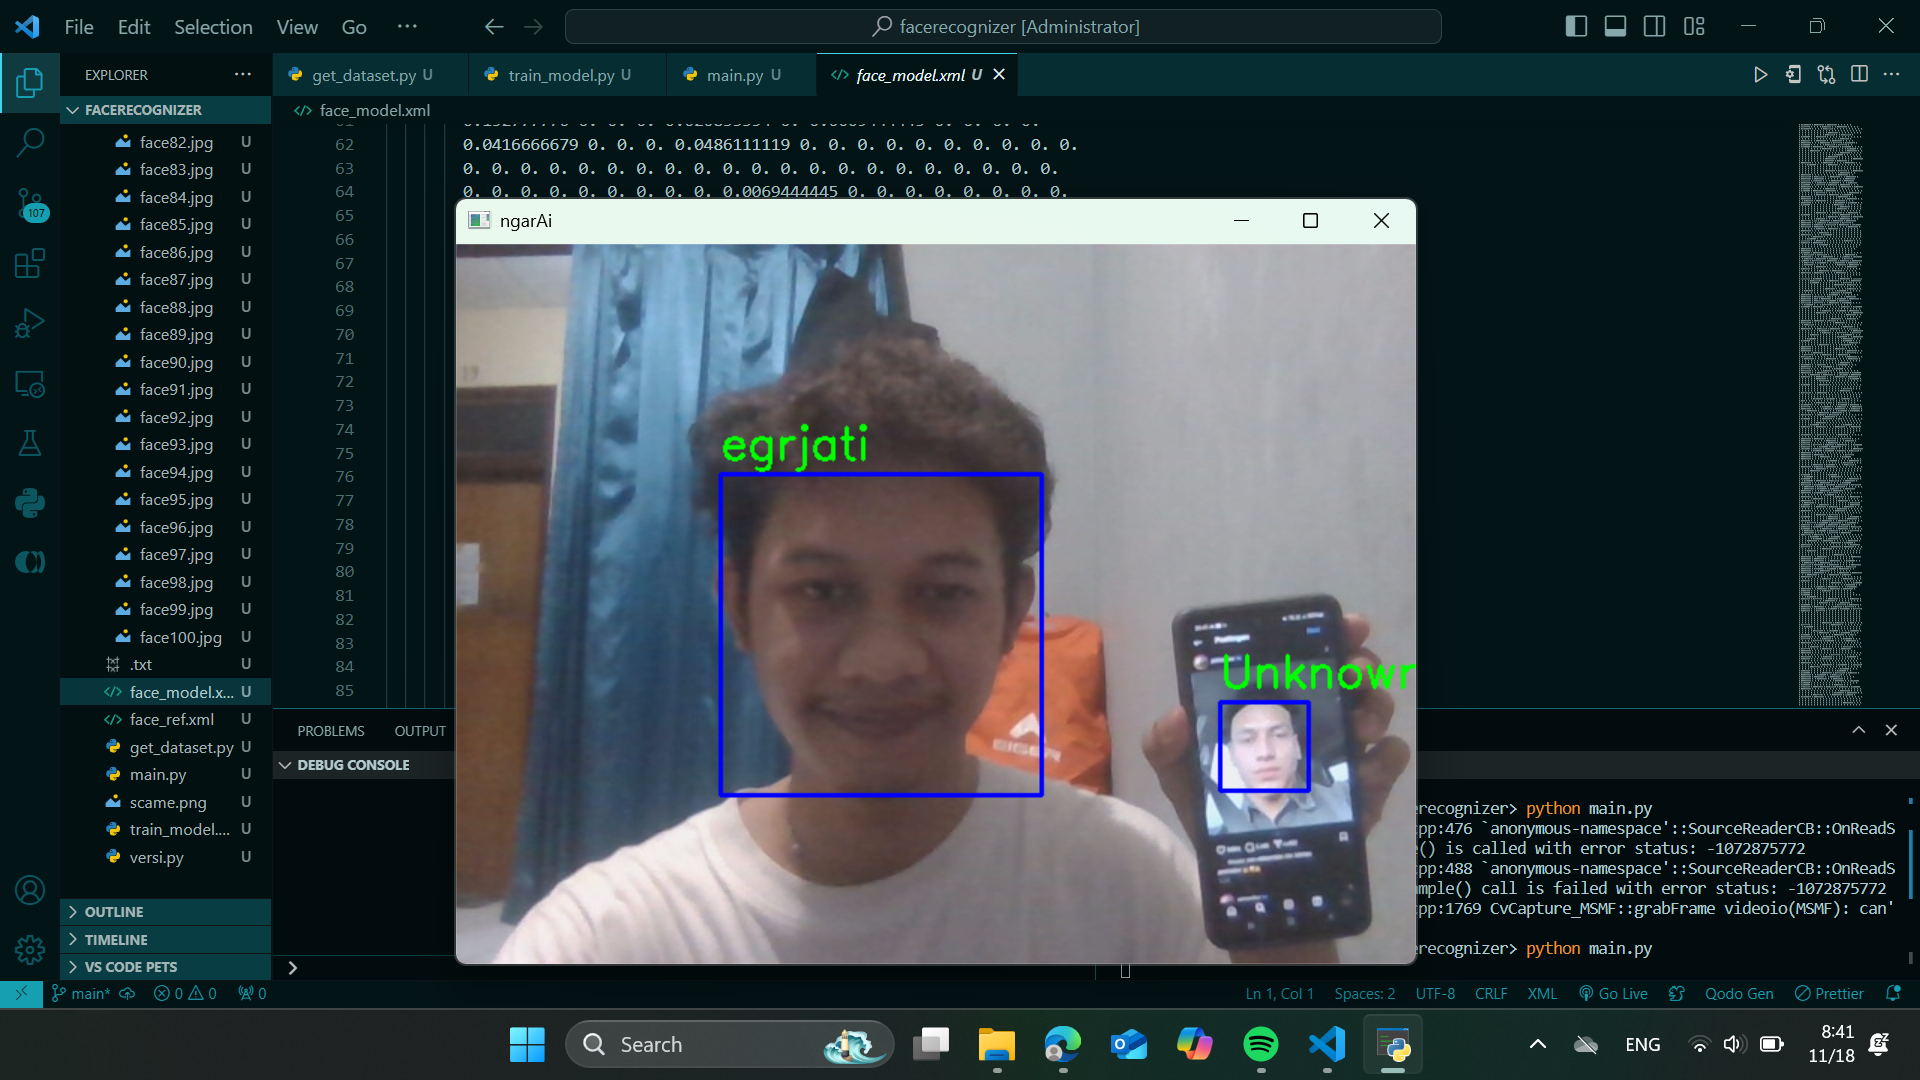 File Edit Selection View Go ···
facerecognizer [Administrator]
EXPLORER ···
get_dataset.py U
train_model.py U
main.py U
face_model.xml U
FACERECOGNIZER
face_model.xml
face82.jpg U
face83.jpg U
face84.jpg U
face85.jpg U
face86.jpg U
face87.jpg U
face88.jpg U
face89.jpg U
face90.jpg U
face91.jpg U
face92.jpg U
face93.jpg U
face94.jpg U
face95.jpg U
face96.jpg U
face97.jpg U
face98.jpg U
face99.jpg U
face100.jpg U
.txt U
face_model.x... U
face_ref.xml U
get_dataset.py U
main.py U
scame.png U
train_model.... U
versi.py U
OUTLINE
TIMELINE
VS CODE PETS
107
62 0.0416666679 0. 0. 0. 0.0486111119 0. 0. 0. 0. 0. 0. 0. 0. 0. 0.
63 0. 0. 0. 0. 0. 0. 0. 0. 0. 0. 0. 0. 0. 0. 0. 0. 0. 0. 0. 0. 0.
64 0. 0. 0. 0. 0. 0. 0. 0. 0. 0.0069444445 0. 0. 0. 0. 0. 0. 0. 0.
65
66
67
68
69
70
71
72
73
74
75
76
77
78
79
80
81
82
83
84
85
ngarAi
egrjati
Unknown
EIGER
PROBLEMS OUTPUT
DEBUG CONSOLE
erecognizer> python main.py
cpp:476 `anonymous-namespace'::SourceReaderCB::OnReadS
e() is called with error status: -1072875772
cpp:488 `anonymous-namespace'::SourceReaderCB::OnReadS
mple() call is failed with error status: -1072875772
cpp:1769 CvCapture_MSMF::grabFrame videoio(MSMF): can'
erecognizer> python main.py
main* 0 0 0
Ln 1, Col 1 Spaces: 2 UTF-8 CRLF XML Go Live Qodo Gen Prettier
Search
ENG
8:41
11/18